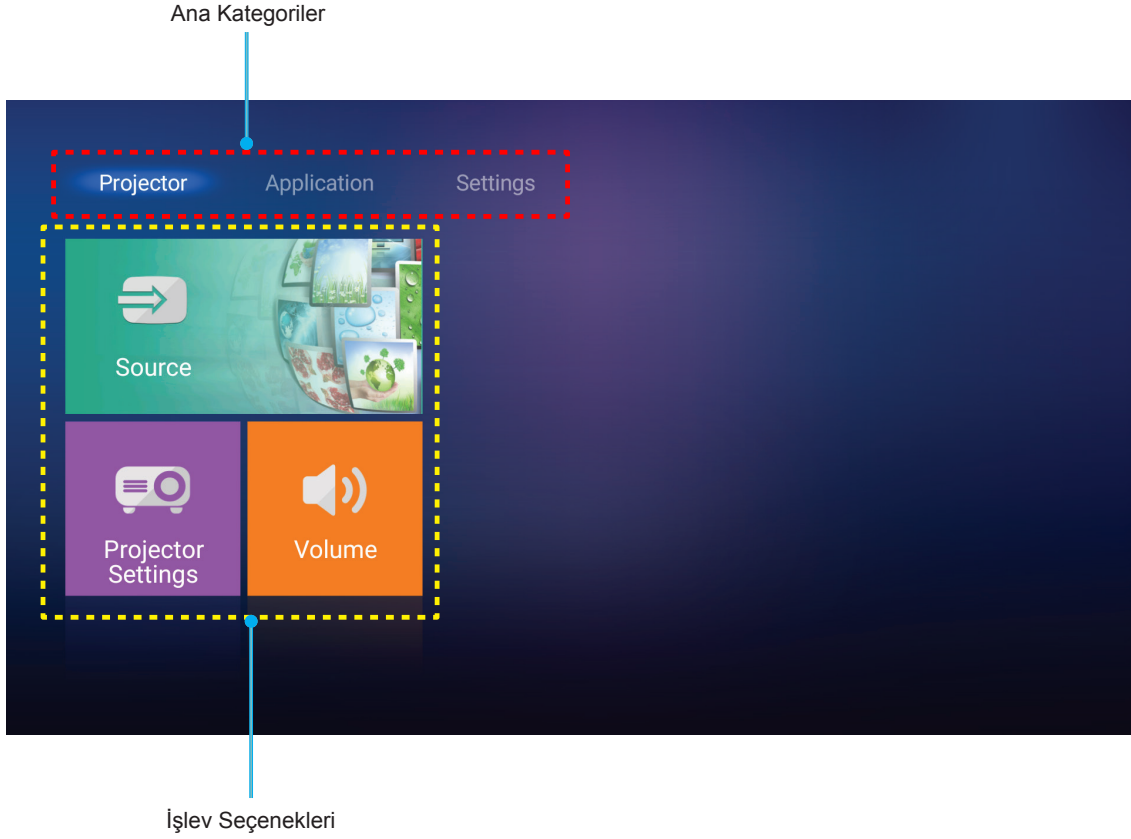 Ana Kategoriler
Projector Application Settings
Source
Projector
Settings
Volume
İşlev Seçenekleri